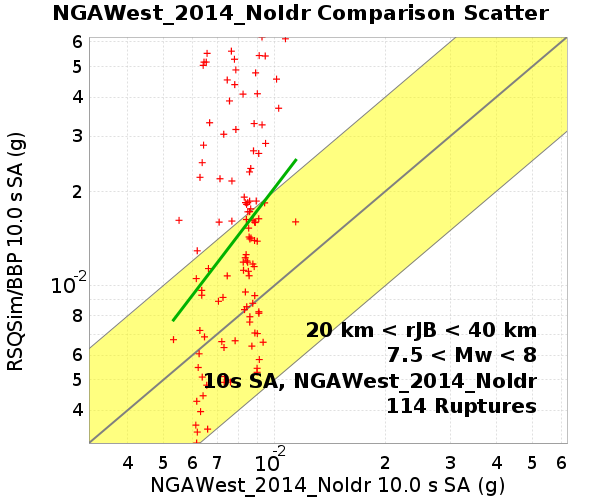 NGAWest_2014_NoIdr Comparison Scatter
RSQSim/BBP 10.0 s SA (g)
6
5
4
3
2
10⁻²
8
6
5
4
20 km < rJB < 40 km
7.5 < Mw < 8
10s SA, NGAWest_2014_NoIdr
114 Ruptures
4 5 6 7 10⁻² 2 3 4 5 6
NGAWest_2014_NoIdr 10.0 s SA (g)